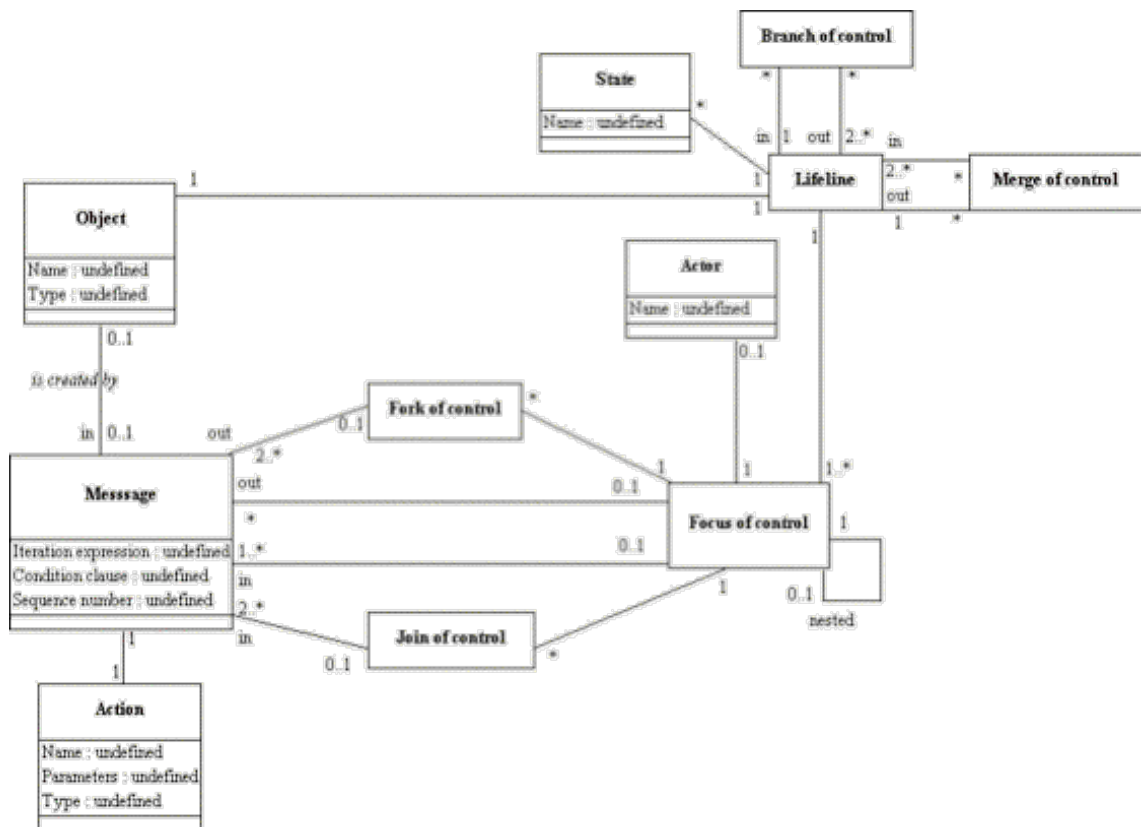 Branch of control
*
*
State
Name : undefined
*
in
1
out
2..*
in
Lifeline
2..*
*
Merge of control
out
1
*
1
1
1
1
Object
Name : undefined
Type : undefined
0..1
is created by
in
0..1
Actor
Name : undefined
0..1
1
1
1..*
Fork of control
out
2..*
0..1
*
1
out
*
0..1
Messsage
Iteration expression : undefined
Condition clause : undefined
Sequence number : undefined
1..*
in
0..1
Focus of control
1
0..1
nested
2..*
in
0..1
Join of control
*
1
1
1
Action
Name : undefined
Parameters : undefined
Type : undefined